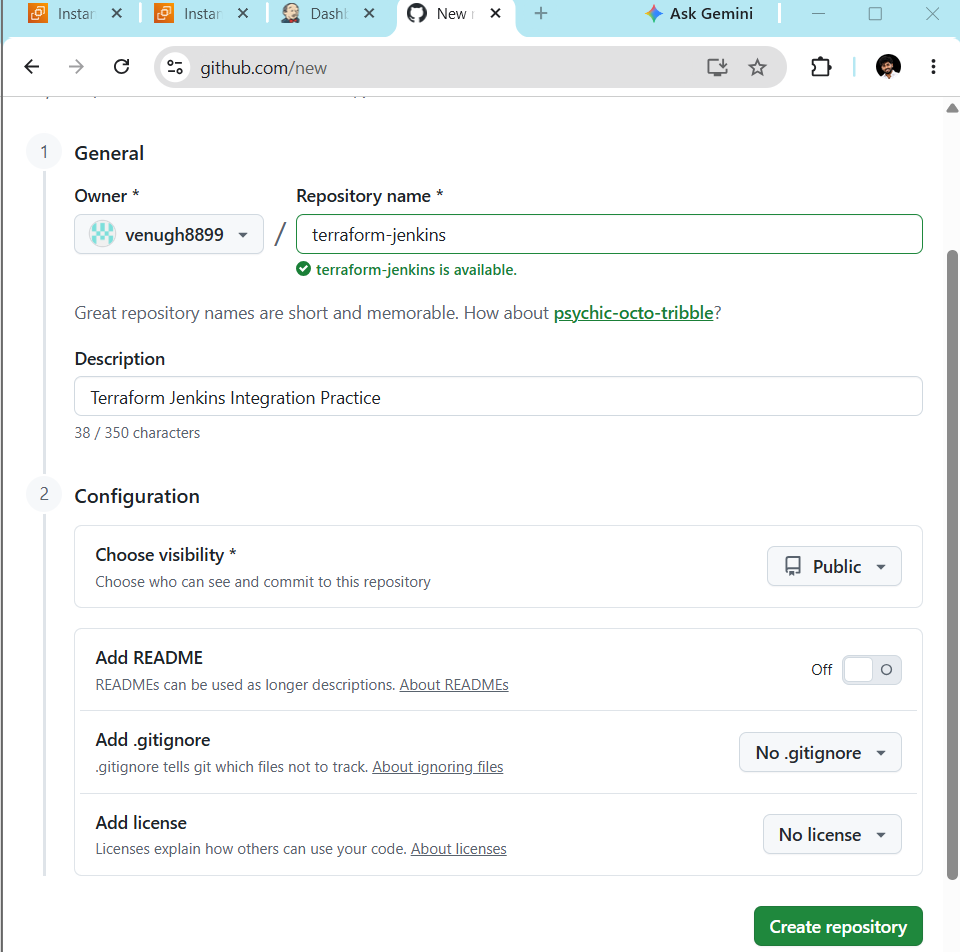 Instan
Instan
Dashb
New
Ask Gemini
github.com/new
1
General
Owner *
Repository name *
venugh8899
/
terraform-jenkins
terraform-jenkins is available.
Great repository names are short and memorable. How about psychic-octo-tribble?
Description
Terraform Jenkins Integration Practice
38 / 350 characters
2
Configuration
Choose visibility *
Choose who can see and commit to this repository
Public
Add README
READMEs can be used as longer descriptions. About READMEs
Off
Add .gitignore
.gitignore tells git which files not to track. About ignoring files
No .gitignore
Add license
Licenses explain how others can use your code. About licenses
No license
Create repository